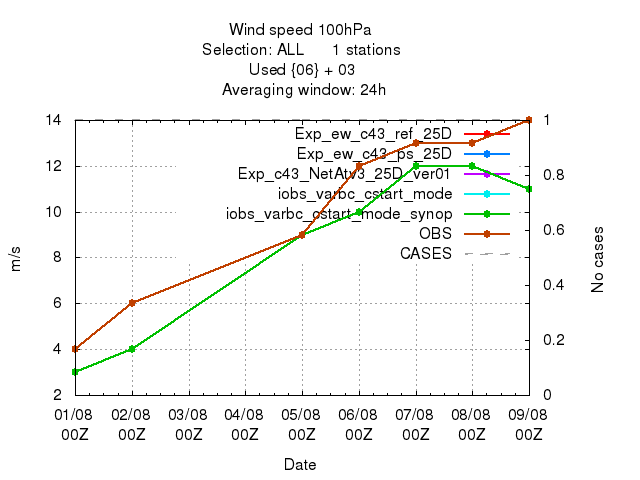 Wind speed 100hPa
Selection: ALL 1 stations
Used {06} + 03
Averaging window: 24h
14 1
Exp_ew_c43_ref_25D
Exp_ew_c43_ps_25D
12 0.8
Exp_c43_NetAtv3_25D_ver01
iobs_varbc_cstart_mode
10 iobs_varbc_cstart_mode_synop
OBS 0.6
8 CASES
m/s No cases
6 0.4
4 0.2
2 0
01/08 02/08 03/08 04/08 05/08 06/08 07/08 08/08 09/08
00Z 00Z 00Z 00Z 00Z 00Z 00Z 00Z 00Z
Date